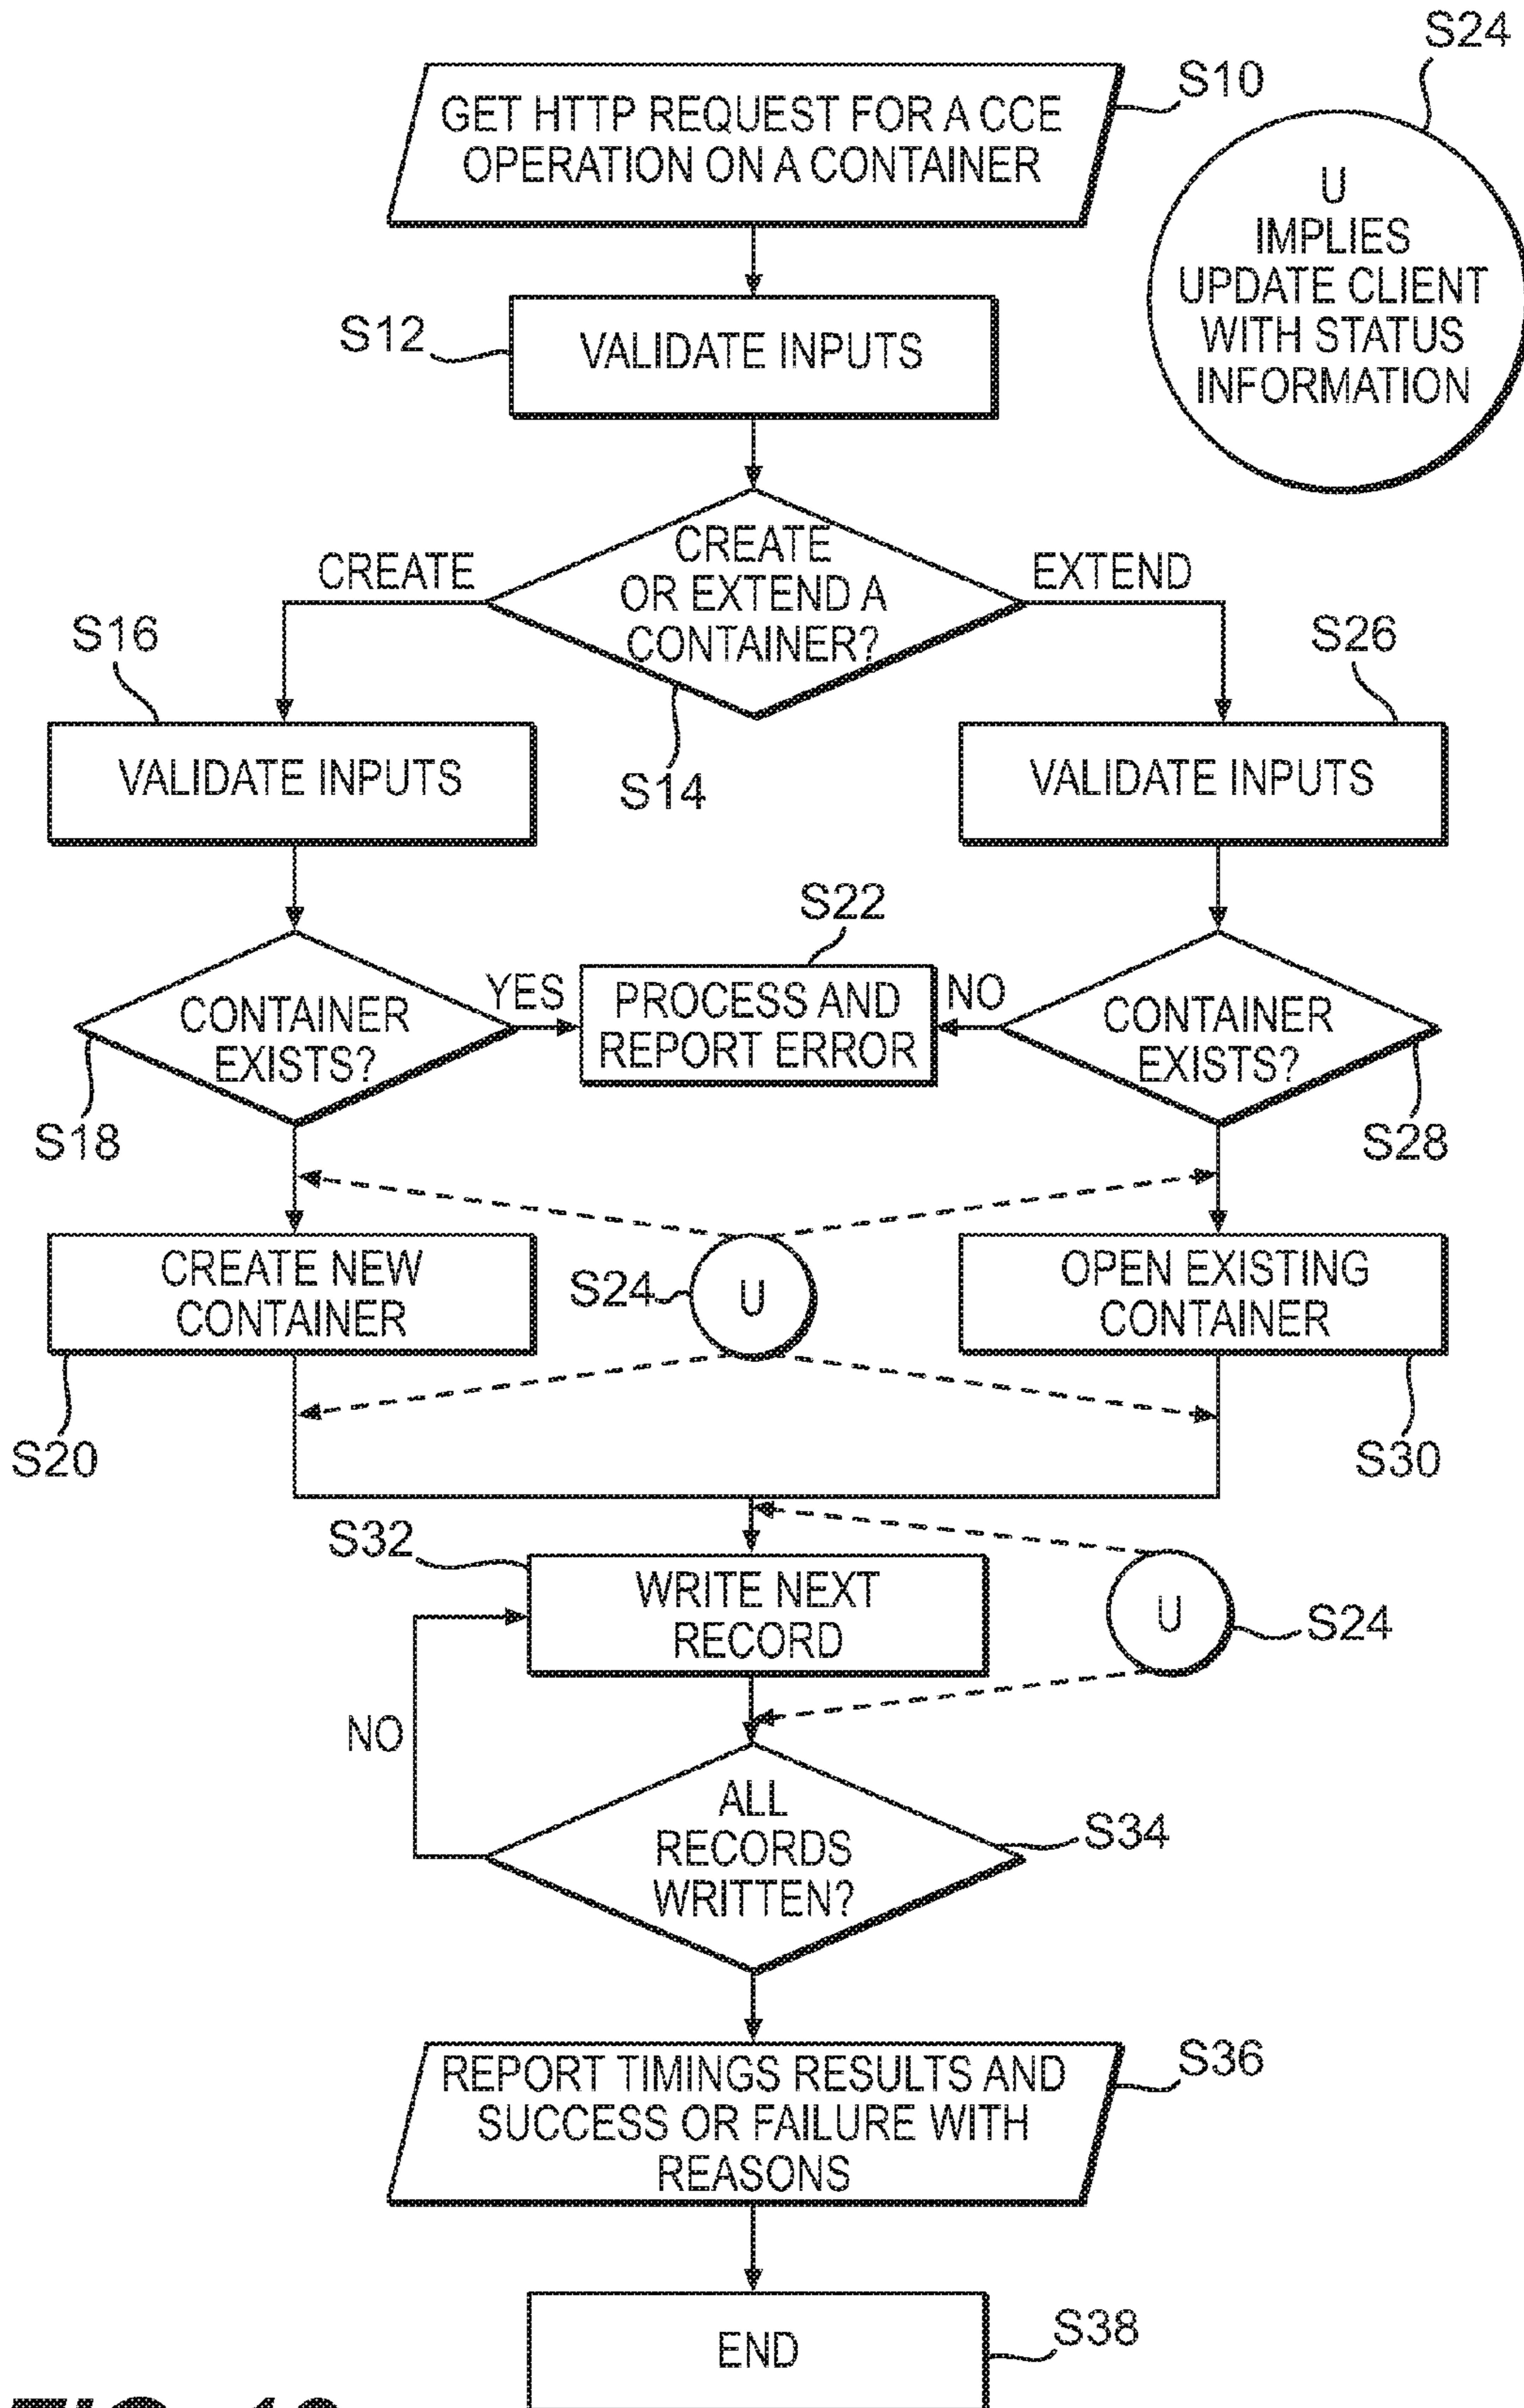 S24
S10
GET HTTP REQUEST FOR A CCE
OPERATION ON A CONTAINER
U
IMPLIES
UPDATE CLIENT
WITH STATUS
INFORMATION
S12
VALIDATE INPUTS
CREATE
OR EXTEND A
CONTAINER?
CREATE
EXTEND
S14
S16
VALIDATE INPUTS
S26
VALIDATE INPUTS
S22
CONTAINER
EXISTS?
YES
PROCESS AND
REPORT ERROR
NO
CONTAINER
EXISTS?
S18
S28
CREATE NEW
CONTAINER
S24
U
OPEN EXISTING
CONTAINER
S20
S30
S32
WRITE NEXT
RECORD
U
S24
NO
ALL
RECORDS
WRITTEN?
S34
REPORT TIMINGS RESULTS AND
SUCCESS OR FAILURE WITH
REASONS
S36
END
S38